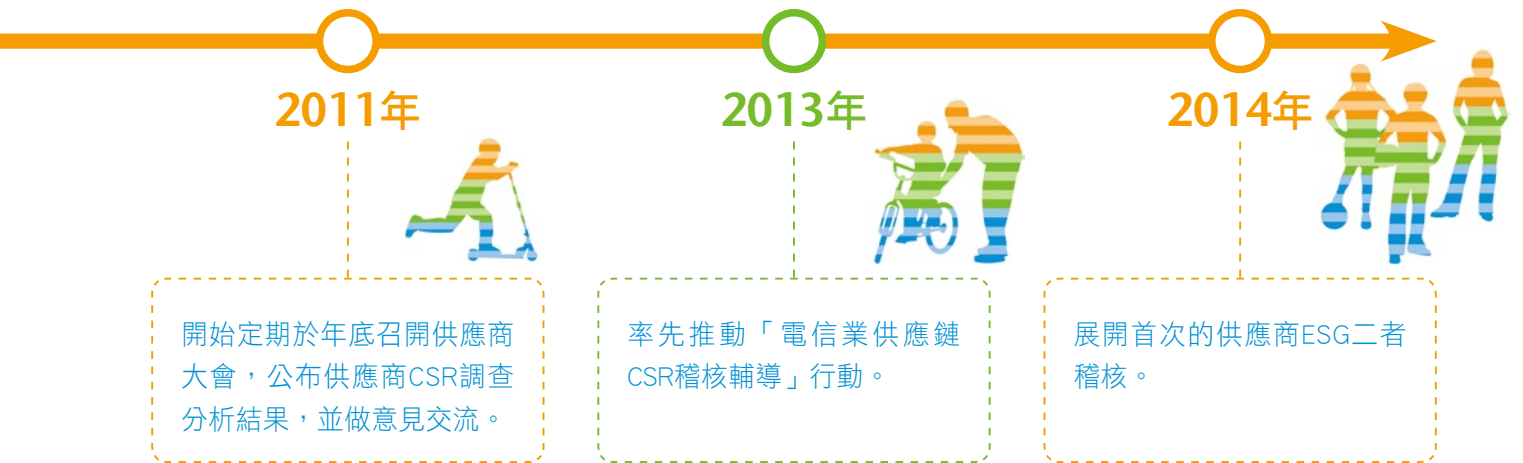 2011年
開始定期於年底召開供應商
大會，公布供應商CSR調查
分析結果，並做意見交流。
2013年
率先推動「電信業供應鏈
CSR稽核輔導」行動。
2014年
展開首次的供應商ESG二者
稽核。